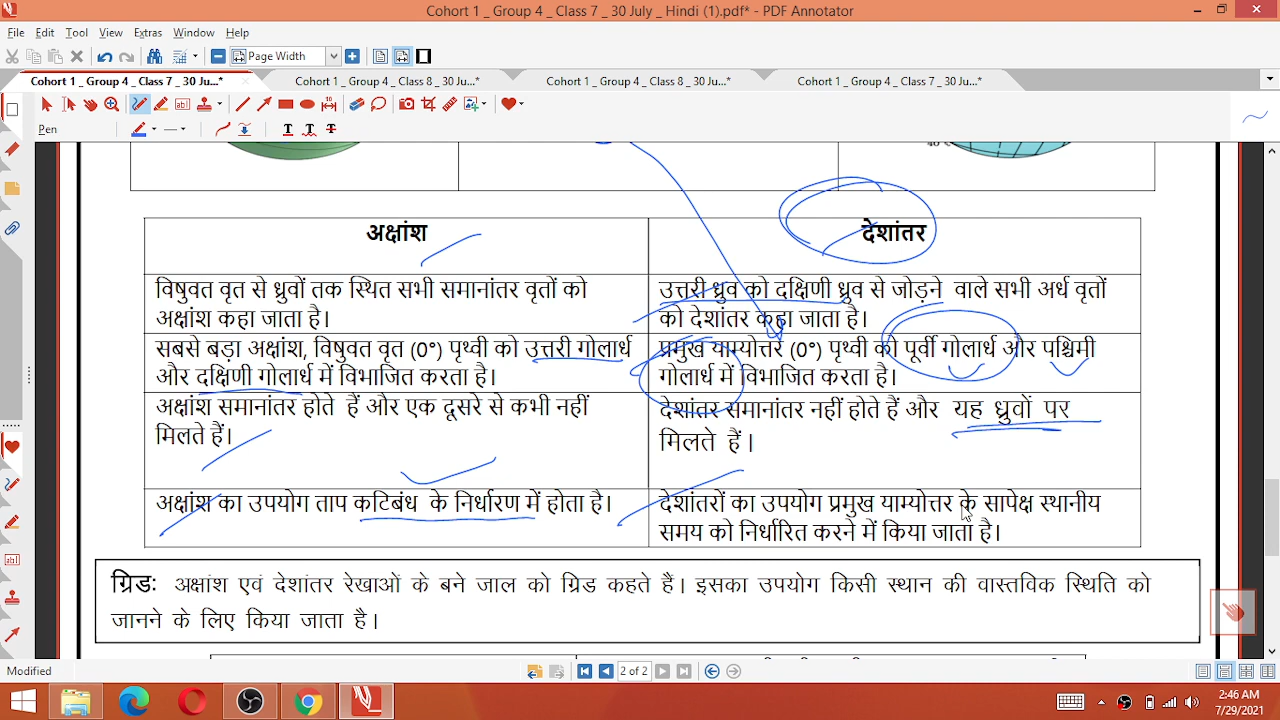 Cohort 1 _ Group 4 _ Class 7 _ 30 July _ Hindi (1).pdf* - PDF Annotator
File Edit Tool View Extras Window Help
Page Width
Cohort 1 _ Group 4 _ Class 7 _ 30 Ju...* Cohort 1 _ Group 4 _ Class 8 _ 30 Ju...* Cohort 1 _ Group 4 _ Class 8 _ 30 Ju...* Cohort 1 _ Group 4 _ Class 7 _ 30 Ju...*
Pen
अक्षांश
देशांतर
विषुवत वृत से ध्रुवों तक स्थित सभी समानांतर वृतों को
अक्षांश कहा जाता है।
उत्तरी ध्रुव को दक्षिणी ध्रुव से जोड़ने वाले सभी अर्ध वृतों
को देशांतर कहा जाता है।
सबसे बड़ा अक्षांश, विषुवत वृत (0°) पृथ्वी को उत्तरी गोलार्ध
और दक्षिंणी गोलार्ध में विभाजित करता है।
प्रमुख याम्योत्तर (0°) पृथ्वी को पूर्वी गोलार्ध और पश्चिमी
गोलार्ध में विभाजित करता है।
अक्षांश समानांतर होते हैं और एक दूसरे से कभी नहीं
मिलते हैं।
देशांतर समानांतर नहीं होते हैं और यह ध्रुवों पर
मिलते हैं।
अक्षांश का उपयोग ताप कटिबंध के निर्धारण में होता है।
देशांतरों का उपयोग प्रमुख याम्योत्तर के सापेक्ष स्थानीय
समय को निर्धारित करने में किया जाता है।
ग्रिडः अक्षांश एवं देशांतर रेखाओं के बने जाल को ग्रिड कहते हैं। इसका उपयोग किसी स्थान की वास्तविक स्थिति को
जानने के लिए किया जाता है।
Modified
2 of 2
2:46 AM
7/29/2021